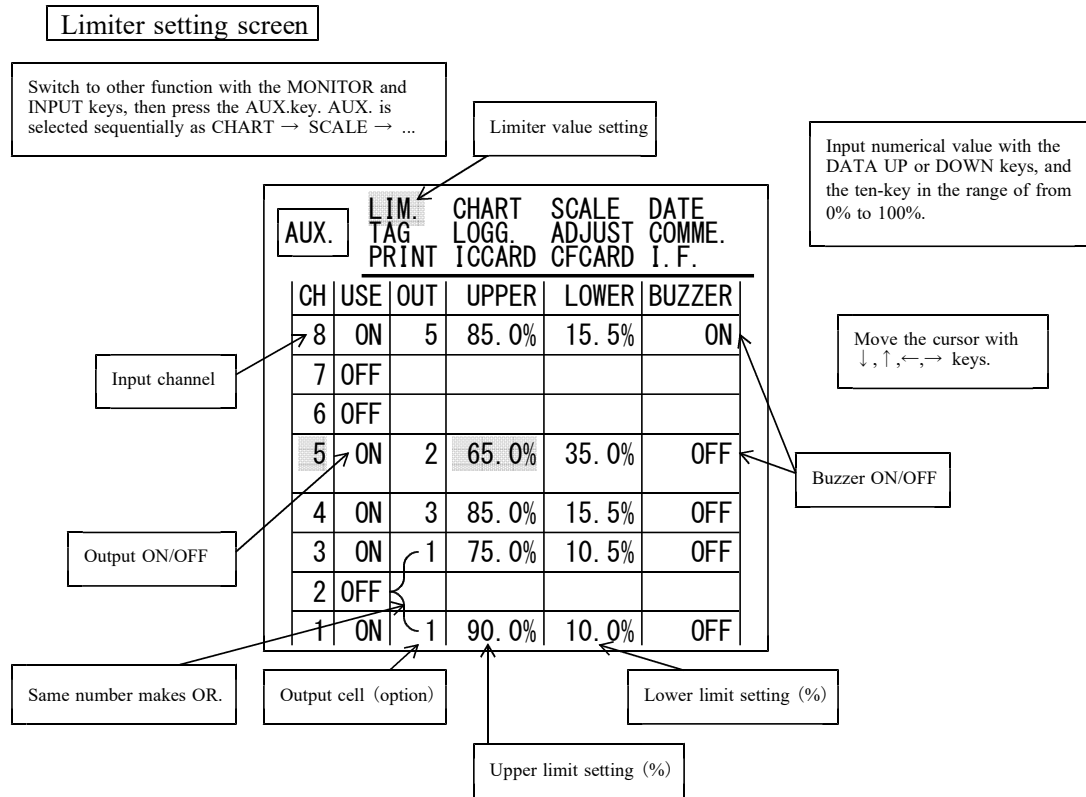 Limiter setting screen
Switch to other function with the MONITOR and
INPUT keys, then press the AUX.key. AUX. is
selected sequentially as CHART → SCALE → ...
Limiter value setting
Input numerical value with the
DATA UP or DOWN keys, and
the ten-key in the range of from
0% to 100%.
AUX.
LIM. CHART SCALE DATE
TAG LOGG. ADJUST COMME.
PRINT ICCARD CFCARD I.F.
CH USE OUT UPPER LOWER BUZZER
8 ON 5 85.0% 15.5% ON
7 OFF
6 OFF
5 ON 2 65.0% 35.0% OFF
4 ON 3 85.0% 15.5% OFF
3 ON 1 75.0% 10.5% OFF
2 OFF
1 ON 1 90.0% 10.0% OFF
Input channel
Move the cursor with
↓,↑,←,→ keys.
Buzzer ON/OFF
Output ON/OFF
Same number makes OR.
Output cell (option)
Lower limit setting (%)
Upper limit setting (%)